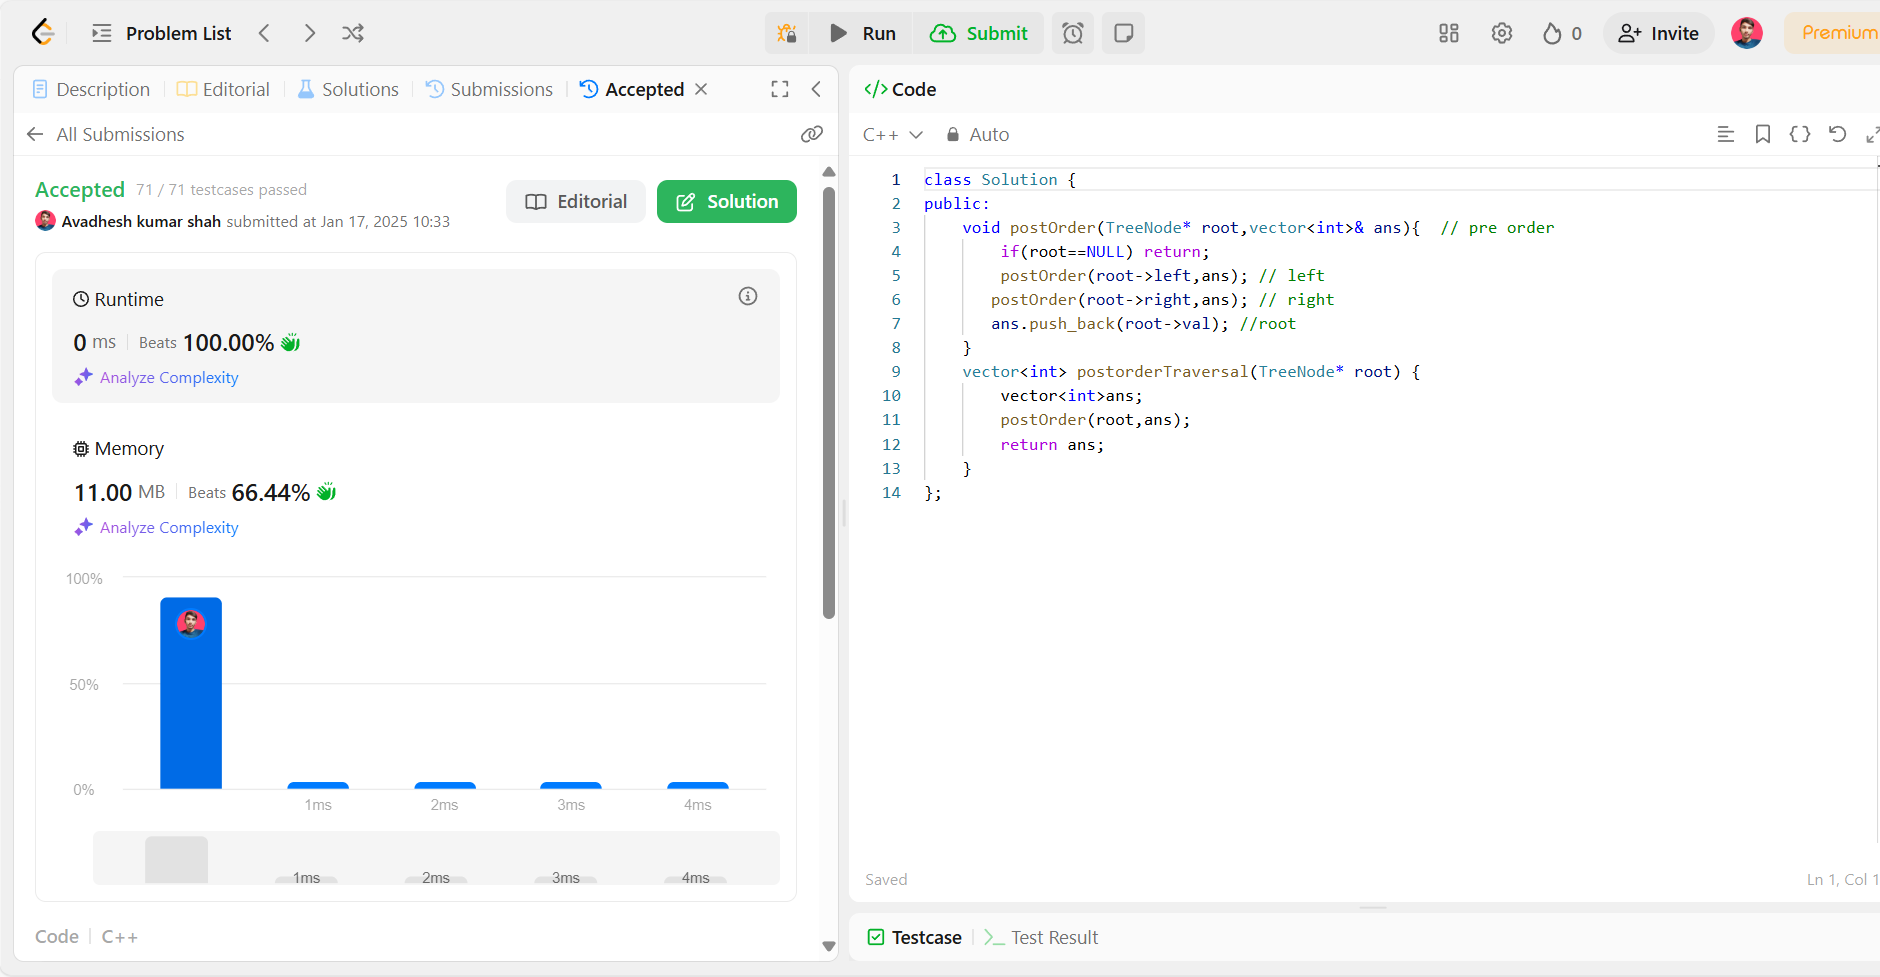 Problem List
Run
Submit
0
Invite
Premium
Description
Editorial
Solutions
Submissions
Accepted
All Submissions
Accepted 71 / 71 testcases passed
Avadhesh kumar shah submitted at Jan 17, 2025 10:33
Editorial
Solution
Runtime
0 ms Beats 100.00%
Analyze Complexity
Memory
11.00 MB Beats 66.44%
Analyze Complexity
100%
50%
0%
1ms 2ms 3ms 4ms
1ms 2ms 3ms 4ms
Code C++
</> Code
C++ Auto
1 class Solution {
2 public:
3 void postOrder(TreeNode* root,vector<int>& ans){ // pre order
4 if(root==NULL) return;
5 postOrder(root->left,ans); // left
6 postOrder(root->right,ans); // right
7 ans.push_back(root->val); //root
8 }
9 vector<int> postorderTraversal(TreeNode* root) {
10 vector<int>ans;
11 postOrder(root,ans);
12 return ans;
13 }
14 };
Saved
Ln 1, Col 1
Testcase
Test Result